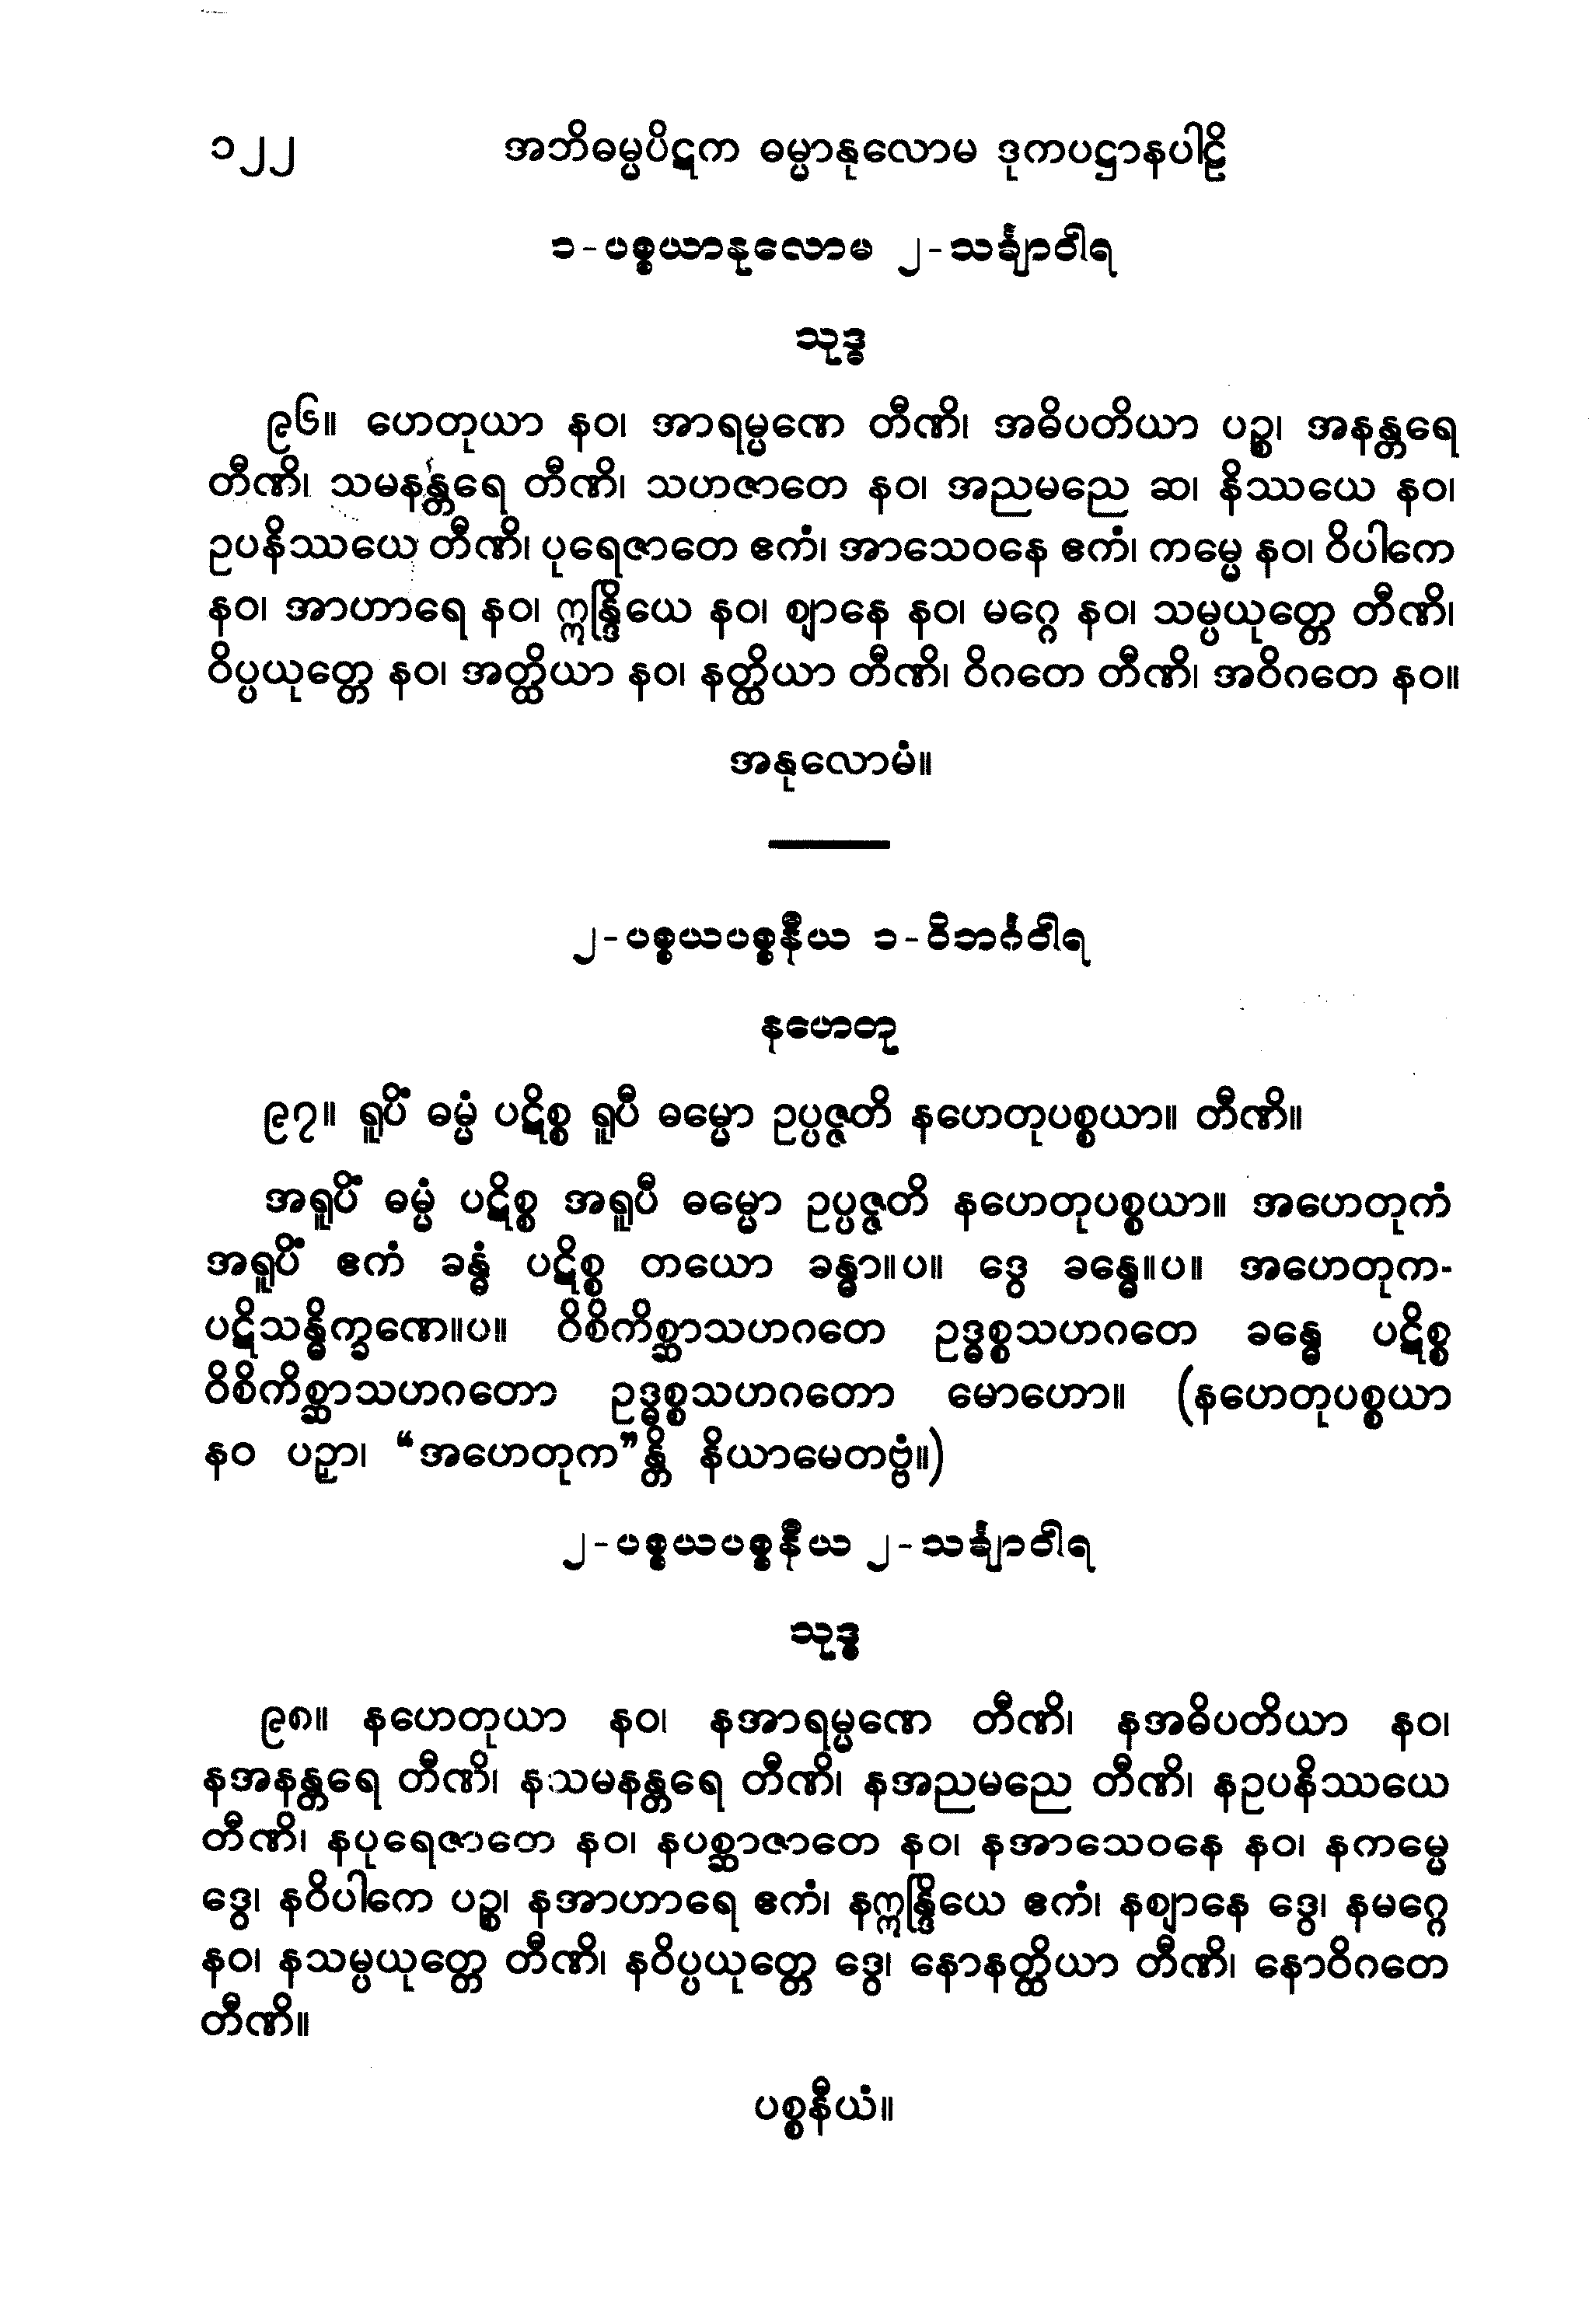 ၁၂၂ အဘိဓမ္မပိဋက ဓမ္မာနုလောမ ဒုကပဋ္ဌာနပါဠိ
၁-ပစ္စယာနုလောမ ၂-သင်္ချာဝါရ
သုဒ္ဓ
၉၆။ ဟေတုယာ နဝ၊ အာရမ္မဏေ တီဏိ၊ အဓိပတိယာ ပဉ္စ၊ အနန္တရေ
တီဏိ၊ သမနန္တရေ တီဏိ၊ သဟဇာတေ နဝ၊ အညမညေ ဆ၊ နိဿယေ နဝ၊
ဥပနိဿယေ တီဏိ၊ ပုရေဇာတေ ဧကံ၊ အာသေဝနေ ဧကံ၊ ကမ္မေ နဝ၊ ဝိပါကေ
နဝ၊ အာဟာရေ နဝ၊ ဣန္ဒြိယေ နဝ၊ ဈာနေ နဝ၊ မဂ္ဂေ နဝ၊ သမ္ပယုတ္တေ တီဏိ၊
ဝိပ္ပယုတ္တေ နဝ၊ အတ္ထိယာ နဝ၊ နတ္ထိယာ တီဏိ၊ ဝိဂတေ တီဏိ၊ အဝိဂတေ နဝ။
အနုလောမံ။
၂-ပစ္စယပစ္စနီယ ၁-ဝိဘင်္ဂဝါရ
နဟေတု
၉၇။ ရူပိံ ဓမ္မံ ပဋိစ္စ ရူပီ ဓမ္မော ဥပ္ပဇ္ဇတိ နဟေတုပစ္စယာ။ တီဏိ။
အရူပိံ ဓမ္မံ ပဋိစ္စ အရူပီ ဓမ္မော ဥပ္ပဇ္ဇတိ နဟေတုပစ္စယာ။ အဟေတုကံ
အရူပိံ ဧကံ ခန္ဓံ ပဋိစ္စ တယော ခန္ဓာ။ပ။ ဒွေ ခန္ဓေ။ပ။ အဟေတုက-
ပဋိသန္ဓိက္ခဏေ။ပ။ ဝိစိကိစ္ဆာသဟဂတေ ဥဒ္ဓစ္စသဟဂတေ ခန္ဓေ ပဋိစ္စ
ဝိစိကိစ္ဆာသဟဂတော ဥဒ္ဓစ္စသဟဂတော မောဟော။ (နဟေတုပစ္စယာ
နဝ ပဉှာ၊ “အဟေတုက”န္တိ နိယာမေတဗ္ဗံ။)
၂-ပစ္စယပစ္စနီယ ၂-သင်္ချာဝါရ
သုဒ္ဓ
၉၈။ နဟေတုယာ နဝ၊ နအာရမ္မဏေ တီဏိ၊ နအဓိပတိယာ နဝ၊
နအနန္တရေ တီဏိ၊ နသမနန္တရေ တီဏိ၊ နအညမညေ တီဏိ၊ နဥပနိဿယေ
တီဏိ၊ နပုရေဇာတေ နဝ၊ နပစ္ဆာဇာတေ နဝ၊ နအာသေဝနေ နဝ၊ နကမ္မေ
ဒွေ၊ နဝိပါကေ ပဉ္စ၊ နအာဟာရေ ဧကံ၊ နဣန္ဒြိယေ ဧကံ၊ နဈာနေ ဒွေ၊ နမဂ္ဂေ
နဝ၊ နသမ္ပယုတ္တေ တီဏိ၊ နဝိပ္ပယုတ္တေ ဒွေ၊ နောနတ္ထိယာ တီဏိ၊ နောဝိဂတေ
တီဏိ။
ပစ္စနီယံ။